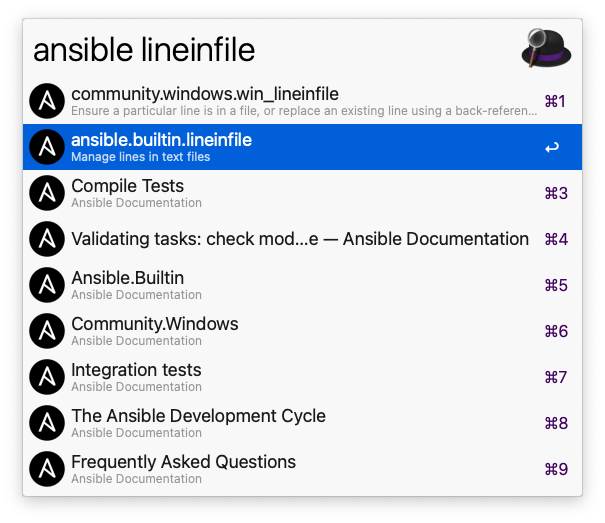 ansible lineinfile
community.windows.win_lineinfile
Ensure a particular line is in a file, or replace an existing line using a back-referen...
⌘1
ansible.builtin.lineinfile
Manage lines in text files
↩
Compile Tests
Ansible Documentation
⌘3
Validating tasks: check mod...e — Ansible Documentation
⌘4
Ansible.Builtin
Ansible Documentation
⌘5
Community.Windows
Ansible Documentation
⌘6
Integration tests
Ansible Documentation
⌘7
The Ansible Development Cycle
Ansible Documentation
⌘8
Frequently Asked Questions
Ansible Documentation
⌘9